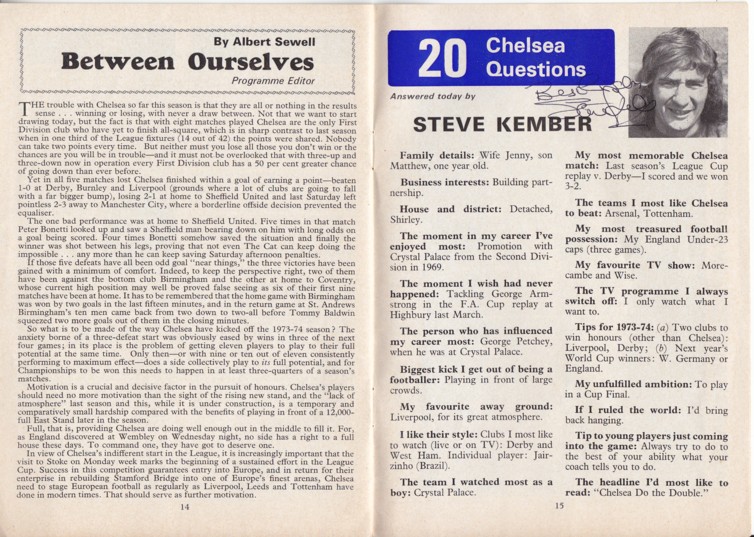 By Albert Sewell
Between Ourselves
Programme Editor
THE trouble with Chelsea so far this season is that they are all or nothing in the results
sense . . . winning or losing, with never a draw between. Not that we want to start
drawing today, but the fact is that with eight matches played Chelsea are the only First
Division club who have yet to finish all-square, which is in sharp contrast to last season
when in one third of the League fixtures (14 out of 42) the points were shared. Nobody
can take two points every time. But neither must you lose all those you don't win or the
chances are you will be in trouble—and it must not be overlooked that with three-up and
three-down now in operation every First Division club has a 50 per cent greater chance
of going down than ever before.
Yet in all five matches lost Chelsea finished within a goal of earning a point—beaten
1-0 at Derby, Burnley and Liverpool (grounds where a lot of clubs are going to fall
with a far bigger bump), losing 2-1 at home to Sheffield United and last Saturday left
pointless 2-3 away to Manchester City, where a borderline offside decision prevented the
equaliser.
The one bad performance was at home to Sheffield United. Five times in that match
Peter Bonetti looked up and saw a Sheffield man bearing down on him with long odds on
a goal being scored. Four times Bonetti somehow saved the situation and finally the
winner was shot between his legs, proving that not even The Cat can keep doing the
impossible . . . any more than he can keep saving Saturday afternoon penalties.
If those five defeats have all been odd goal "near things," the three victories have been
gained with a minimum of comfort. Indeed, to keep the perspective right, two of them
have been against the bottom club Birmingham and the other at home to Coventry,
whose current high position may well be proved false seeing as six of their first nine
matches have been at home. It has to be remembered that the home game with Birmingham
was won by two goals in the last fifteen minutes, and in the return game at St. Andrews
Birmingham's ten men came back from two down to two-all before Tommy Baldwin
squeezed two more goals out of them in the closing minutes.
So what is to be made of the way Chelsea have kicked off the 1973-74 season? The
anxiety borne of a three-defeat start was obviously eased by wins in three of the next
four games; in its place is the problem of getting eleven players to play to their full
potential at the same time. Only then—or with nine or ten out of eleven consistently
performing to maximum effect—does a side collectively play to its full potential, and for
Championships to be won this needs to happen in at least three-quarters of a season's
matches.
Motivation is a crucial and decisive factor in the pursuit of honours. Chelsea's players
should need no more motivation than the sight of the rising new stand, and the "lack of
atmosphere" last season and this, while it is under construction, is a temporary and
comparatively small hardship compared with the benefits of playing in front of a 12,000-
full East Stand later in the season.
Full, that is, providing Chelsea are doing well enough out in the middle to fill it. For,
as England discovered at Wembley on Wednesday night, no side has a right to a full
house these days. To command one, they have got to deserve one.
In view of Chelsea's indifferent start in the League, it is increasingly important that the
visit to Stoke on Monday week marks the beginning of a sustained effort in the League
Cup. Success in this competition guarantees entry into Europe, and in return for their
enterprise in rebuilding Stamford Bridge into one of Europe's finest arenas, Chelsea
need to stage European football as regularly as Liverpool, Leeds and Tottenham have
done in modern times. That should serve as further motivation.
14
20 Chelsea
Questions
Answered today by
STEVE KEMBER
Family details: Wife Jenny, son
Matthew, one year old.
Business interests: Building part-
nership.
House and district: Detached,
Shirley.
The moment in my career I've
enjoyed most: Promotion with
Crystal Palace from the Second Divi-
sion in 1969.
The moment I wish had never
happened: Tackling George Arm-
strong in the F.A. Cup replay at
Highbury last March.
The person who has influenced
my career most: George Petchey,
when he was at Crystal Palace.
Biggest kick I get out of being a
footballer: Playing in front of large
crowds.
My favourite away ground:
Liverpool, for its great atmosphere.
I like their style: Clubs I most like
to watch (live or on TV): Derby and
West Ham. Individual player: Jair-
zinho (Brazil).
The team I watched most as a
boy: Crystal Palace.
My most memorable Chelsea
match: Last season's League Cup
replay v. Derby—I scored and we won
3-2.
The teams I most like Chelsea
to beat: Arsenal, Tottenham.
My most treasured football
possession: My England Under-23
caps (three games).
My favourite TV show: More-
cambe and Wise.
The TV programme I always
switch off: I only watch what I
want to.
Tips for 1973-74: (a) Two clubs to
win honours (other than Chelsea):
Liverpool, Derby; (b) Next year's
World Cup winners: W. Germany or
England.
My unfulfilled ambition: To play
in a Cup Final.
If I ruled the world: I'd bring
back hanging.
Tip to young players just coming
into the game: Always try to do to
the best of your ability what your
coach tells you to do.
The headline I'd most like to
read: "Chelsea Do the Double."
15